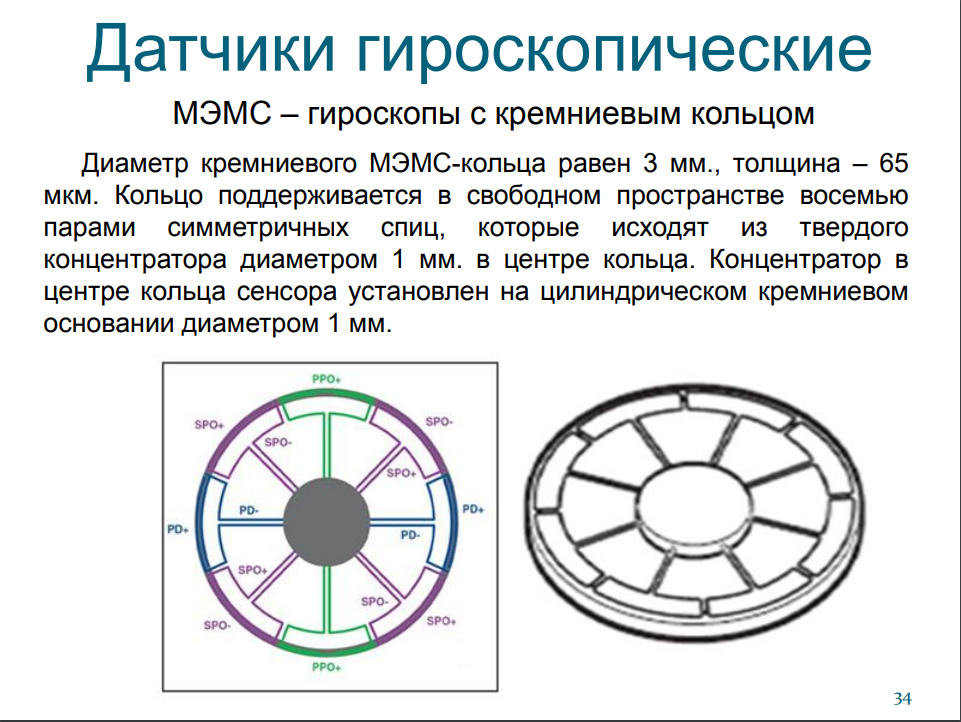 Датчики гироскопические
МЭМС – гироскопы с кремниевым кольцом
Диаметр кремниевого МЭМС-кольца равен 3 мм., толщина – 65
мкм. Кольцо поддерживается в свободном пространстве восемью
парами симметричных спиц, которые исходят из твердого
концентратора диаметром 1 мм. в центре кольца. Концентратор в
центре кольца сенсора установлен на цилиндрическом кремниевом
основании диаметром 1 мм.
PPO+
SPO+
SPO-
SPO-
SPO+
PD-
PD+
PD+
PD-
SPO+
SPO-
SPO-
SPO+
PPO+
34